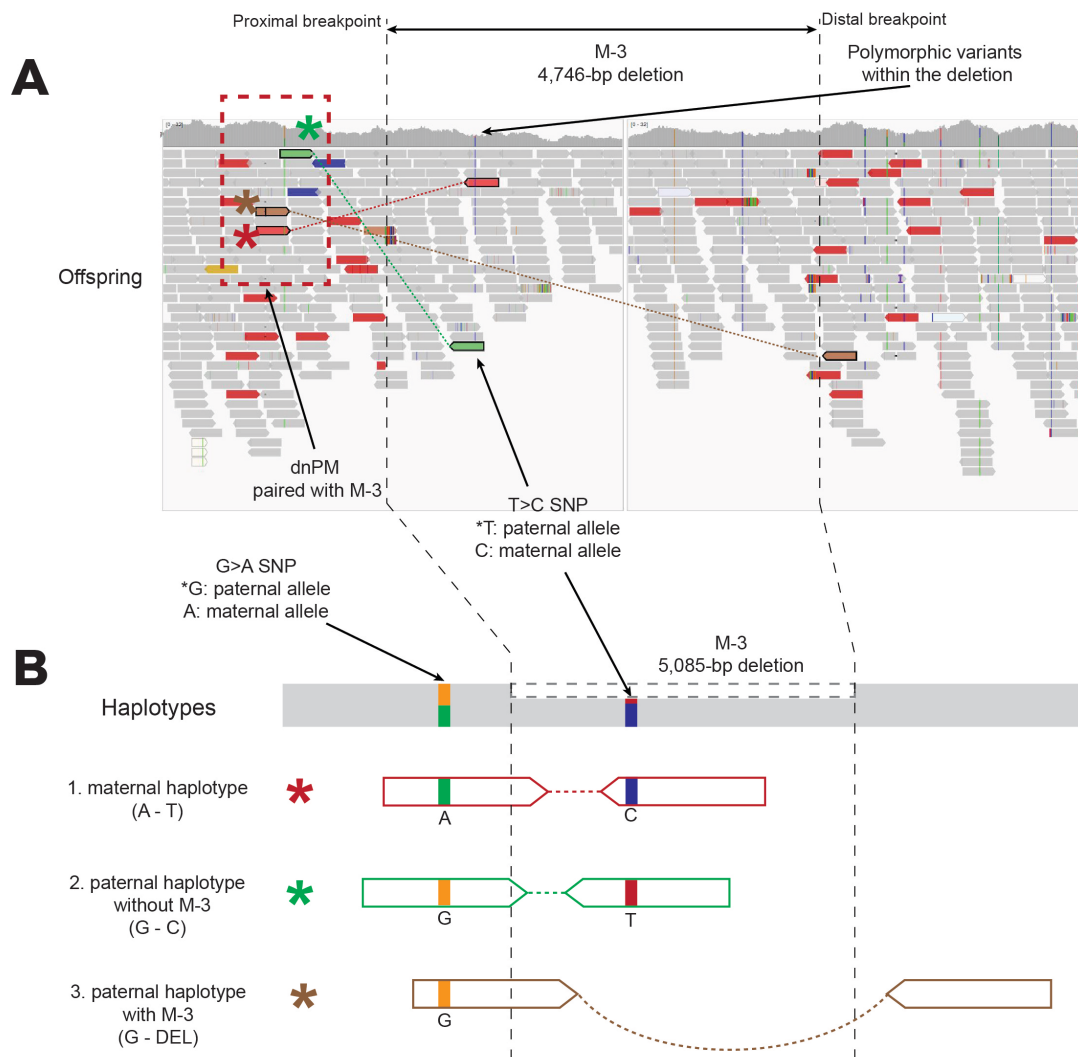 Proximal breakpoint
Distal breakpoint
M-3
4,746-bp deletion
Polymorphic variants
within the deletion
A
Offspring
dnPM
paired with M-3
T>C SNP
*T: paternal allele
C: maternal allele
G>A SNP
*G: paternal allele
A: maternal allele
B
M-3
5,085-bp deletion
Haplotypes
1. maternal haplotype
(A - T)
A
C
2. paternal haplotype
without M-3
(G - C)
G
T
3. paternal haplotype
with M-3
(G - DEL)
G